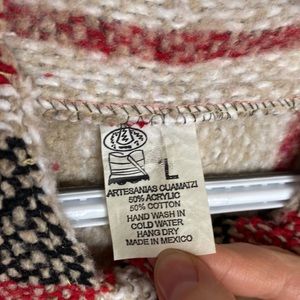 L
ARTESANIAS CUAMATZI
50% ACRYLIC
50% COTTON
HAND WASH IN
COLD WATER
HANG DRY
MADE IN MEXICO